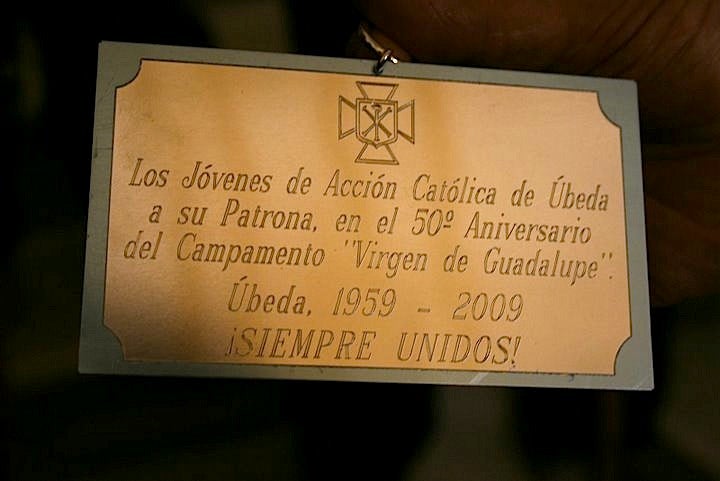 Los Jóvenes de Acción Católica de Úbeda
a su Patrona, en el 50º Aniversario
del Campamento "Virgen de Guadalupe".
Úbeda, 1959 - 2009
¡SIEMPRE UNIDOS!